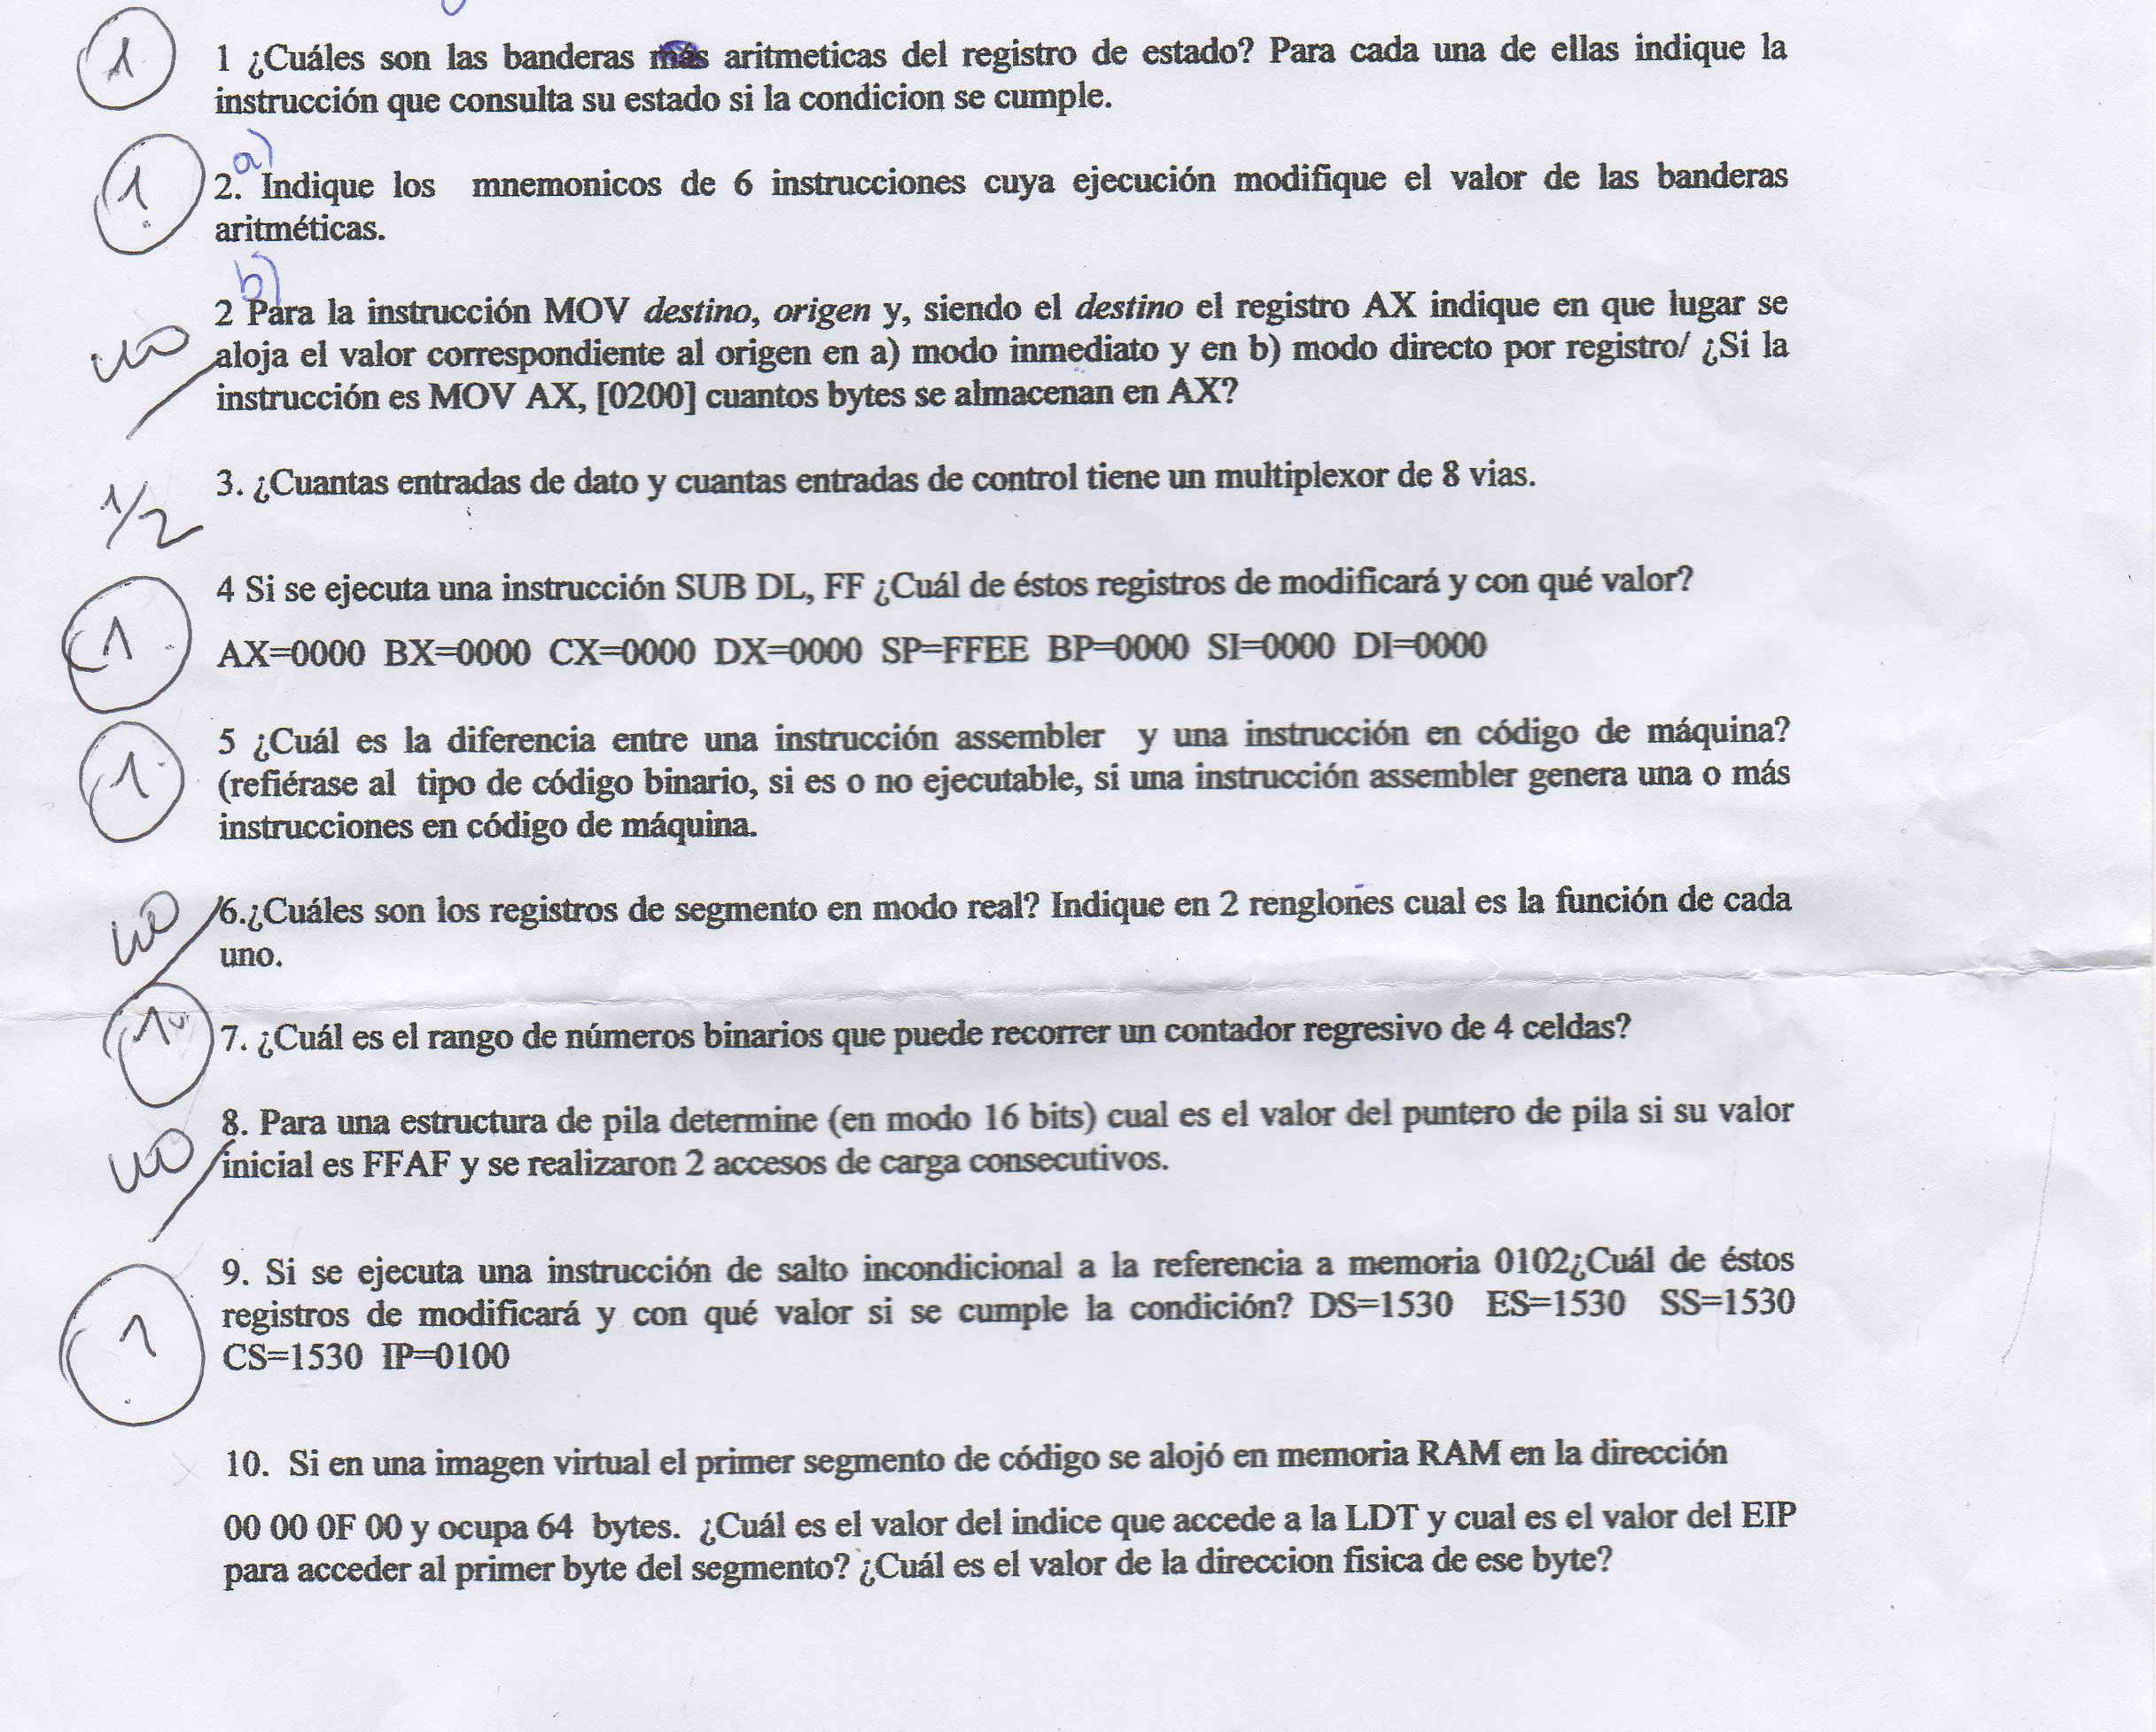 1 1 ¿Cuáles son las banderas más aritmeticas del registro de estado? Para cada una de ellas indique la
instrucción que consulta su estado si la condicion se cumple.
a)
1 2. Indique los mnemonicos de 6 instrucciones cuya ejecución modifique el valor de las banderas
aritméticas.
b)
2 Para la instrucción MOV destino, origen y, siendo el destino el registro AX indique en que lugar se
aloja el valor correspondiente al origen en a) modo inmediato y en b) modo directo por registro/ ¿Si la
instrucción es MOV AX, [0200] cuantos bytes se almacenan en AX?
1/2 3. ¿Cuantas entradas de dato y cuantas entradas de control tiene un multiplexor de 8 vias.
4 Si se ejecuta una instrucción SUB DL, FF ¿Cuál de éstos registros de modificará y con qué valor?
1 AX=0000 BX=0000 CX=0000 DX=0000 SP=FFEE BP=0000 SI=0000 DI=0000
5 ¿Cuál es la diferencia entre una instrucción assembler y una instrucción en código de máquina?
1 (refiérase al tipo de código binario, si es o no ejecutable, si una instrucción assembler genera una o más
instrucciones en código de máquina.
6.¿Cuáles son los registros de segmento en modo real? Indique en 2 renglones cual es la función de cada
uno.
1 7. ¿Cuál es el rango de números binarios que puede recorrer un contador regresivo de 4 celdas?
8. Para una estructura de pila determine (en modo 16 bits) cual es el valor del puntero de pila si su valor
inicial es FFAF y se realizaron 2 accesos de carga consecutivos.
9. Si se ejecuta una instrucción de salto incondicional a la referencia a memoria 0102¿Cuál de éstos
registros de modificará y con qué valor si se cumple la condición? DS=1530 ES=1530 SS=1530
1 CS=1530 IP=0100
10. Si en una imagen virtual el primer segmento de código se alojó en memoria RAM en la dirección
00 00 0F 00 y ocupa 64 bytes. ¿Cuál es el valor del indice que accede a la LDT y cual es el valor del EIP
para acceder al primer byte del segmento? ¿Cuál es el valor de la direccion fisica de ese byte?